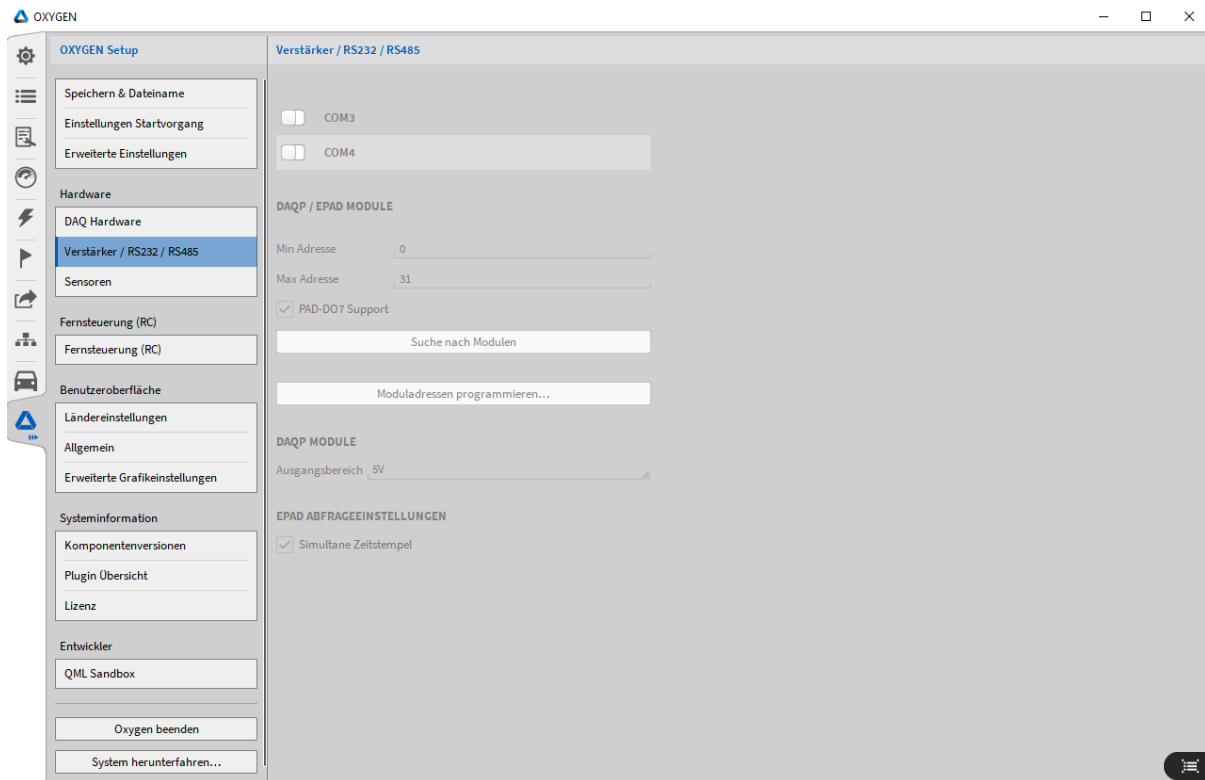 OXYGEN
OXYGEN Setup
Speichern & Dateiname
Einstellungen Startvorgang
Erweiterte Einstellungen
Hardware
DAQ Hardware
Verstärker / RS232 / RS485
Sensoren
Fernsteuerung (RC)
Fernsteuerung (RC)
Benutzeroberfläche
Ländereinstellungen
Allgemein
Erweiterte Grafikeinstellungen
Systeminformation
Komponentenversionen
Plugin Übersicht
Lizenz
Entwickler
QML Sandbox
Oxygen beenden
System herunterfahren...
Verstärker / RS232 / RS485
COM3
COM4
DAQP / EPAD MODULE
Min Adresse 0
Max Adresse 31
PAD-DO7 Support
Suche nach Modulen
Moduladressen programmieren...
DAQP MODULE
Ausgangsbereich 5V
EPAD ABFRAGEEINSTELLUNGEN
Simultane Zeitstempel